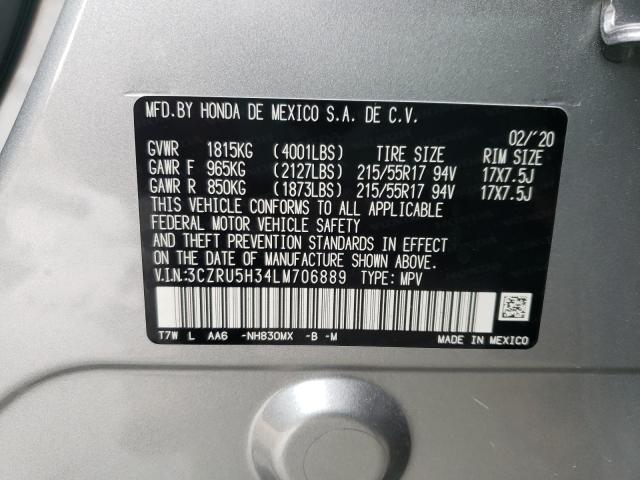 MFD.BY HONDA DE MEXICO S.A. DE C.V.
02/'20
GVWR 1815KG (4001LBS) TIRE SIZE RIM SIZE
GAWR F 965KG (2127LBS) 215/55R17 94V 17X7.5J
GAWR R 850KG (1873LBS) 215/55R17 94V 17X7.5J
THIS VEHICLE CONFORMS TO ALL APPLICABLE
FEDERAL MOTOR VEHICLE SAFETY
AND THEFT PREVENTION STANDARDS IN EFFECT
ON THE DATE OF MANUFACTURE SHOWN ABOVE.
V.I.N:3CZRU5H34LM706889 TYPE: MPV
T7W L AA6 -NH830MX -B -M
MADE IN MEXICO